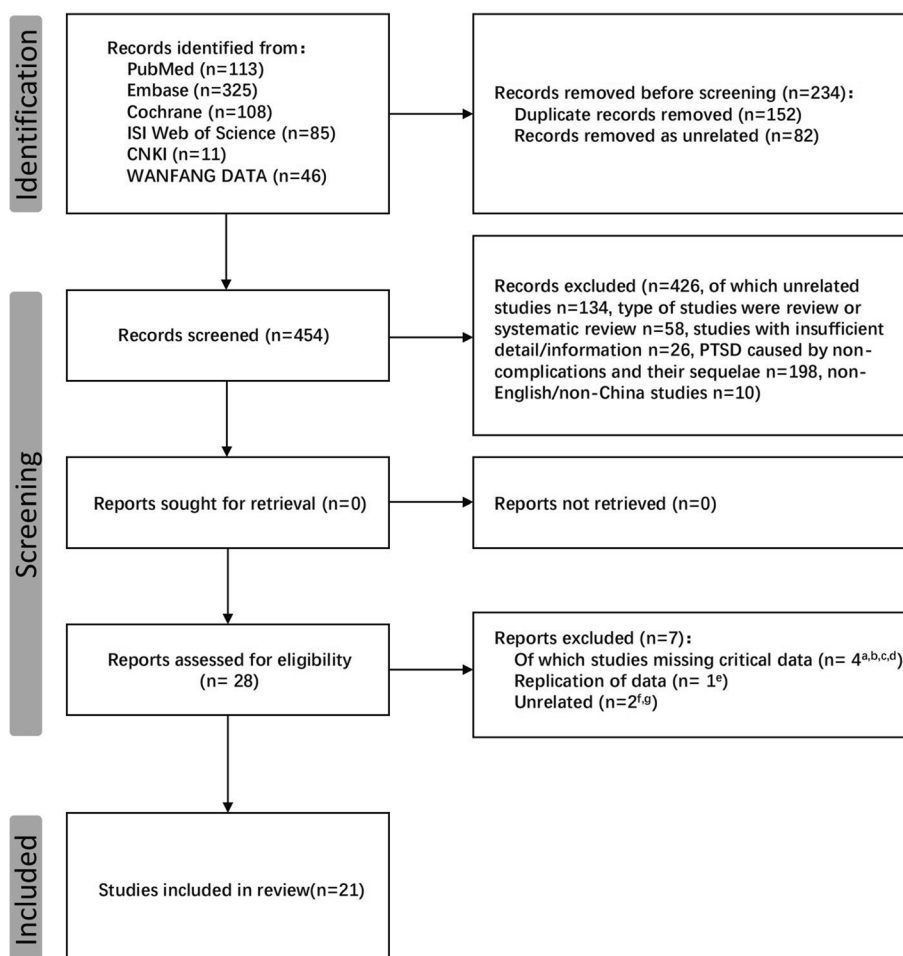 Identification
Records identified from：
PubMed (n=113)
Embase (n=325)
Cochrane (n=108)
ISI Web of Science (n=85)
CNKI (n=11)
WANFANG DATA (n=46)
Records removed before screening (n=234)：
Duplicate records removed (n=152)
Records removed as unrelated (n=82)
Screening
Records screened (n=454)
Records excluded (n=426, of which unrelated
studies n=134, type of studies were review or
systematic review n=58, studies with insufficient
detail/information n=26, PTSD caused by non-
complications and their sequelae n=198, non-
English/non-China studies n=10)
Reports sought for retrieval (n=0)
Reports not retrieved (n=0)
Reports assessed for eligibility
(n= 28)
Reports excluded (n=7)：
Of which studies missing critical data (n= 4a,b,c,d)
Replication of data (n= 1e)
Unrelated (n=2f,g)
Included
Studies included in review(n=21)